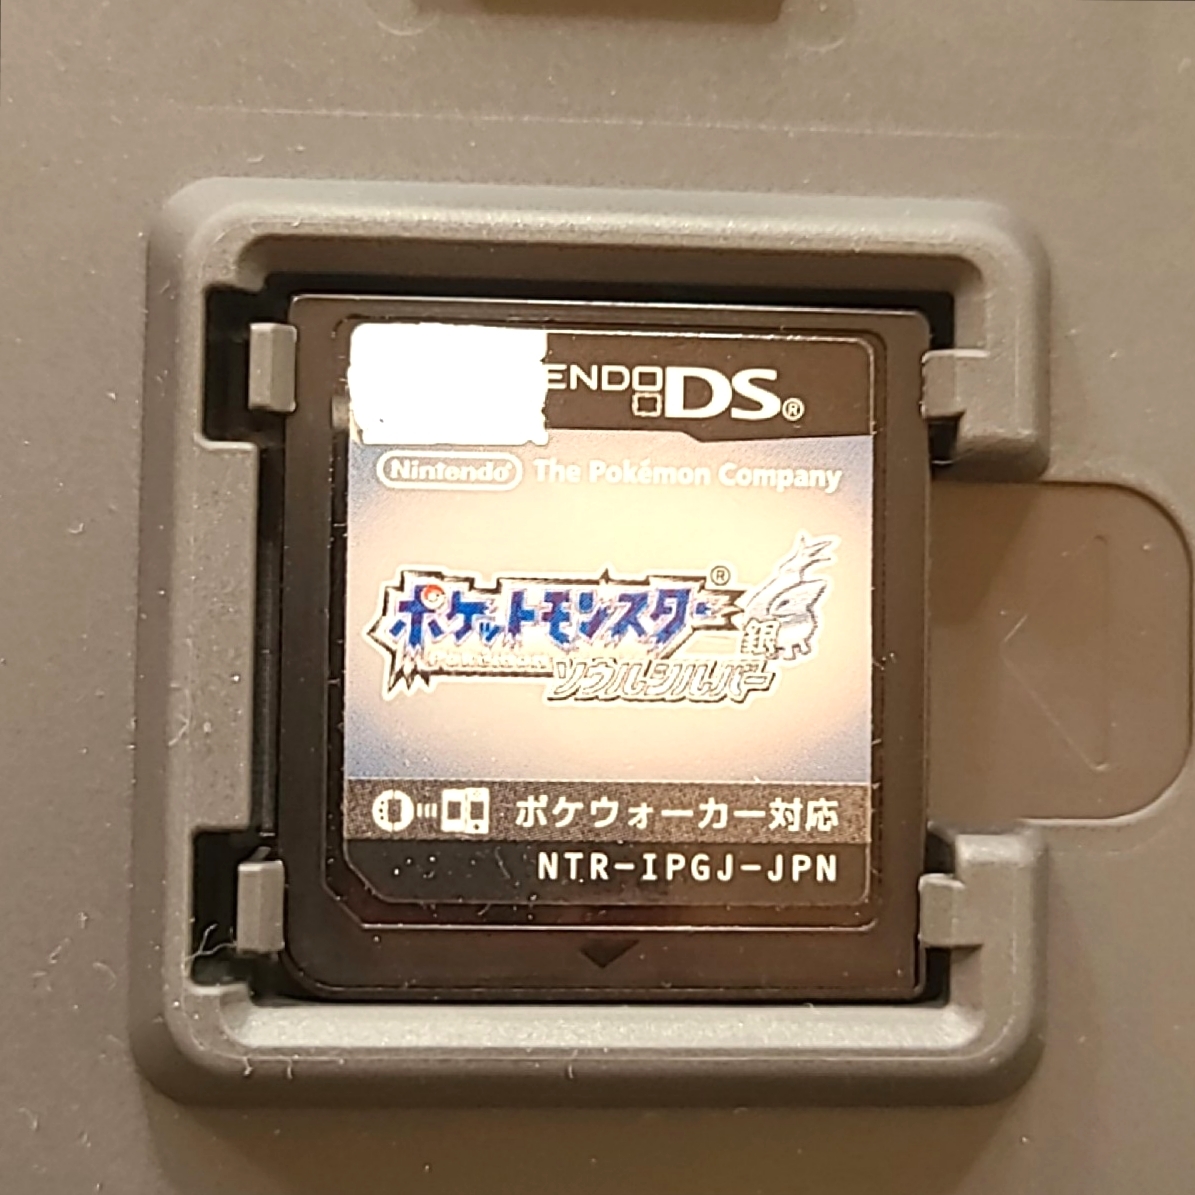 ENDO DS®
Nintendo® The Pokémon Company
ポケットモンスター®
POKÉMON
銀
ソウルシルバー
ポケウォーカー対応
NTR-IPGJ-JPN